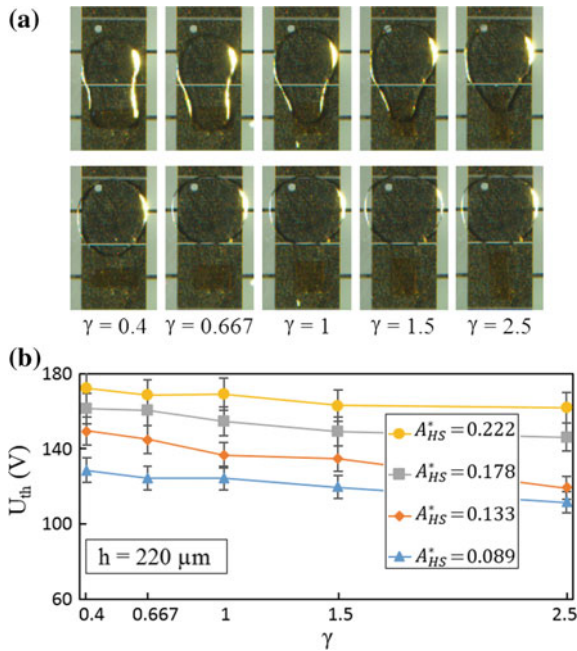 (a)
γ = 0.4 γ = 0.667 γ = 1 γ = 1.5 γ = 2.5
(b)
180
140
100
60
U_th (V)
A*_HS = 0.222
A*_HS = 0.178
A*_HS = 0.133
A*_HS = 0.089
h = 220 µm
0.4 0.667 1 1.5 2.5
γ